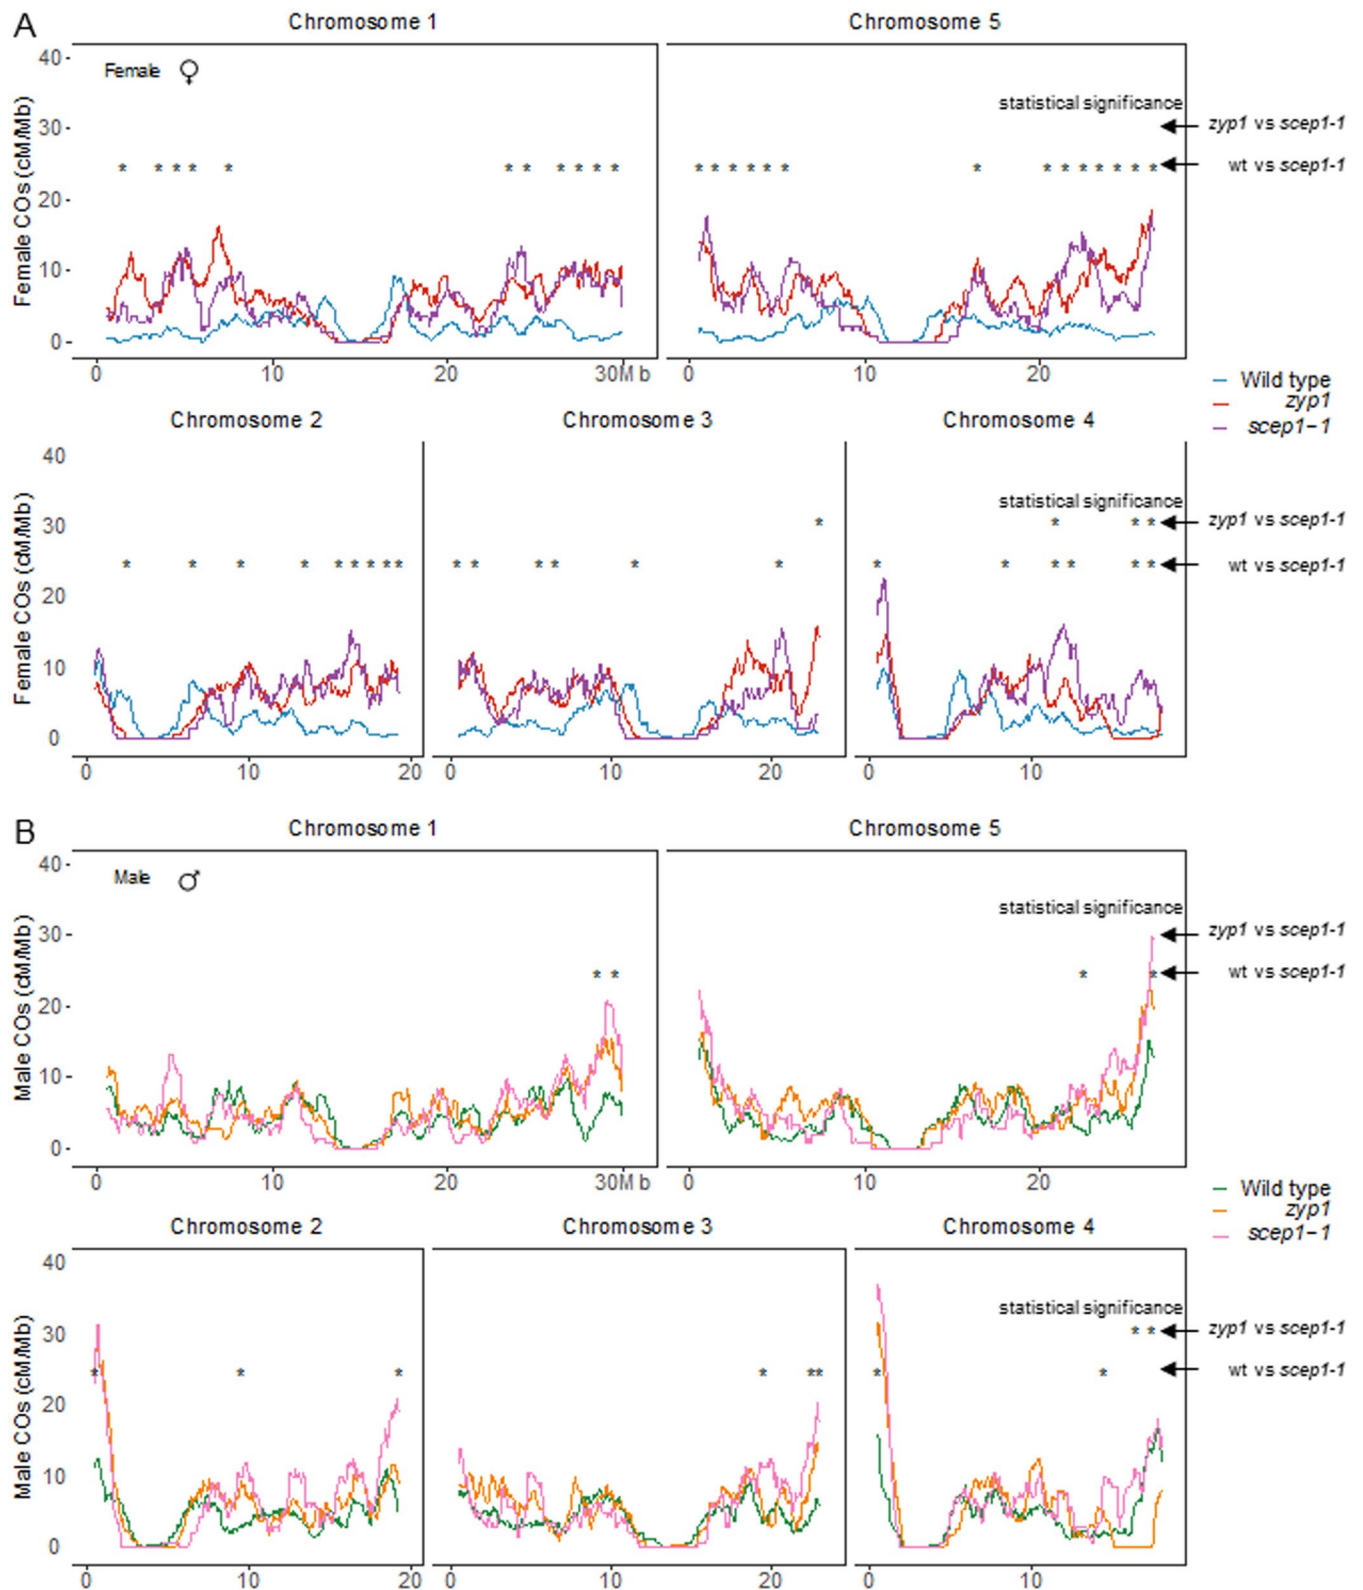 A
Chromosome 1
Chromosome 5
Female ♀
Female COs (cM/Mb)
40
30
20
10
0
statistical significance
zyp1 vs scep1-1
wt vs scep1-1
* * * * * * * * * * *
* * * * * * * * * * * * * *
0 10 20 30Mb
0 10 20
Wild type
zyp1
scep1-1
Chromosome 2
Chromosome 3
Chromosome 4
Female COs (cM/Mb)
40
30
20
10
0
statistical significance
zyp1 vs scep1-1
wt vs scep1-1
* * * *
* * * * * * * * * * * * * * * * * * * * *
0 10 20
0 10 20
0 10
B
Chromosome 1
Chromosome 5
Male ♂
Male COs (cM/Mb)
40
30
20
10
0
statistical significance
zyp1 vs scep1-1
wt vs scep1-1
* *
* *
0 10 20 30Mb
0 10 20
Wild type
zyp1
scep1-1
Chromosome 2
Chromosome 3
Chromosome 4
Male COs (cM/Mb)
40
30
20
10
0
statistical significance
zyp1 vs scep1-1
wt vs scep1-1
* *
* * * * * * * *
0 10 20
0 10 20
0 10